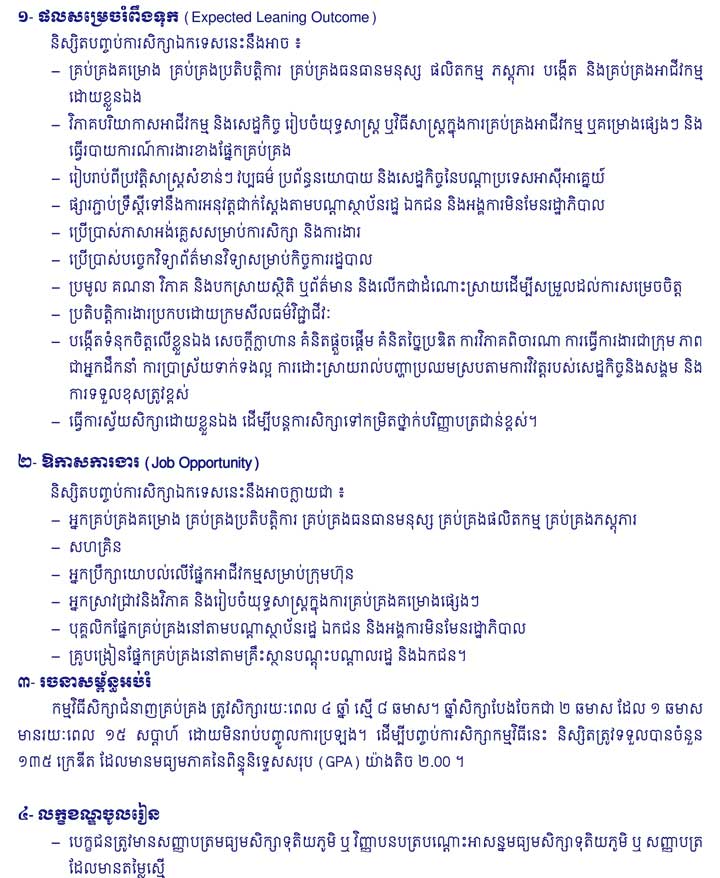 ១- ផលសម្រេចរំពឹងទុក (Expected Leaning Outcome)
និស្សិតបញ្ចប់ការសិក្សាឯកទេសនេះនឹងអាច ៖
– គ្រប់គ្រងគម្រោង គ្រប់គ្រងប្រតិបត្តិការ គ្រប់គ្រងធនធានមនុស្ស ផលិតកម្ម ភស្តុភារ បង្កើត និងគ្រប់គ្រងអាជីវកម្ម
ដោយខ្លួនឯង
– វិភាគបរិយាកាសអាជីវកម្ម និងសេដ្ឋកិច្ច រៀបចំយុទ្ធសាស្ត្រ ឬវិធីសាស្ត្រក្នុងការគ្រប់គ្រងអាជីវកម្ម ឬគម្រោងផ្សេងៗ និង
ធ្វើរបាយការណ៍ការងារខាងផ្នែកគ្រប់គ្រង
– រៀបរាប់ពីប្រវត្តិសាស្ត្រសំខាន់ៗ វប្បធម៌ ប្រព័ន្ធនយោបាយ និងសេដ្ឋកិច្ចនៃបណ្តាប្រទេសអាស៊ីអាគ្នេយ៍
– ផ្សារភ្ជាប់ទ្រឹស្តីទៅនឹងការអនុវត្តជាក់ស្តែងតាមបណ្តាស្ថាប័នរដ្ឋ ឯកជន និងអង្គការមិនមែនរដ្ឋាភិបាល
– ប្រើប្រាស់ភាសាអង់គ្លេសសម្រាប់ការសិក្សា និងការងារ
– ប្រើប្រាស់បច្ចេកវិទ្យាព័ត៌មានវិទ្យាសម្រាប់កិច្ចការរដ្ឋបាល
– ប្រមូល គណនា វិភាគ និងបកស្រាយស្ថិតិ ឬព័ត៌មាន និងលើកជាដំណោះស្រាយដើម្បីសម្រួលដល់ការសម្រេចចិត្ត
– ប្រតិបត្តិការងារប្រកបដោយក្រមសីលធម៌វិជ្ជាជីវៈ
– បង្កើតទំនុកចិត្តលើខ្លួនឯង សេចក្តីក្លាហាន គំនិតផ្តួចផ្តើម គំនិតច្នៃប្រឌិត ការវិភាគពិចារណា ការធ្វើការងារជាក្រុម ភាព
ជាអ្នកដឹកនាំ ការប្រាស្រ័យទាក់ទងល្អ ការដោះស្រាយរាល់បញ្ហាប្រឈមស្របតាមការវិវត្តរបស់សេដ្ឋកិច្ចនិងសង្គម និង
ការទទួលខុសត្រូវខ្ពស់
– ធ្វើការស្វ័យសិក្សាដោយខ្លួនឯង ដើម្បីបន្តការសិក្សាទៅកម្រិតថ្នាក់បរិញ្ញាបត្រជាន់ខ្ពស់។
២- ឱកាសការងារ (Job Opportunity)
និស្សិតបញ្ចប់ការសិក្សាឯកទេសនេះនឹងអាចក្លាយជា ៖
– អ្នកគ្រប់គ្រងគម្រោង គ្រប់គ្រងប្រតិបត្តិការ គ្រប់គ្រងធនធានមនុស្ស គ្រប់គ្រងផលិតកម្ម គ្រប់គ្រងភស្តុភារ
– សហគ្រិន
– អ្នកប្រឹក្សាយោបល់លើផ្នែកអាជីវកម្មសម្រាប់ក្រុមហ៊ុន
– អ្នកស្រាវជ្រាវនិងវិភាគ និងរៀបចំយុទ្ធសាស្ត្រក្នុងការគ្រប់គ្រងគម្រោងផ្សេងៗ
– បុគ្គលិកផ្នែកគ្រប់គ្រងនៅតាមបណ្តាស្ថាប័នរដ្ឋ ឯកជន និងអង្គការមិនមែនរដ្ឋាភិបាល
– គ្រូបង្រៀនផ្នែកគ្រប់គ្រងនៅតាមគ្រឹះស្ថានបណ្តុះបណ្តាលរដ្ឋ និងឯកជន។
៣- រចនាសម្ព័ន្ធអប់រំ
កម្មវិធីសិក្សាជំនាញគ្រប់គ្រង ត្រូវសិក្សារយៈពេល ៤ ឆ្នាំ ស្មើ ៨ ឆមាស។ ឆ្នាំសិក្សាបែងចែកជា ២ ឆមាស ដែល ១ ឆមាស
មានរយៈពេល ១៥ សប្តាហ៍ ដោយមិនរាប់បញ្ចូលការប្រឡង។ ដើម្បីបញ្ចប់ការសិក្សាកម្មវិធីនេះ និស្សិតត្រូវទទួលបានចំនួន
១៣៥ ក្រេឌីត ដែលមានមធ្យមភាគនៃពិន្ទុនិទ្ទេសសរុប (GPA) យ៉ាងតិច ២.00 ។
៤- លក្ខខណ្ឌចូលរៀន
– បេក្ខជនត្រូវមានសញ្ញាបត្រមធ្យមសិក្សាទុតិយភូមិ ឬ វិញ្ញាបនបត្របណ្តោះអាសន្នមធ្យមសិក្សាទុតិយភូមិ ឬ សញ្ញាបត្រ
ដែលមានតម្លៃស្មើ